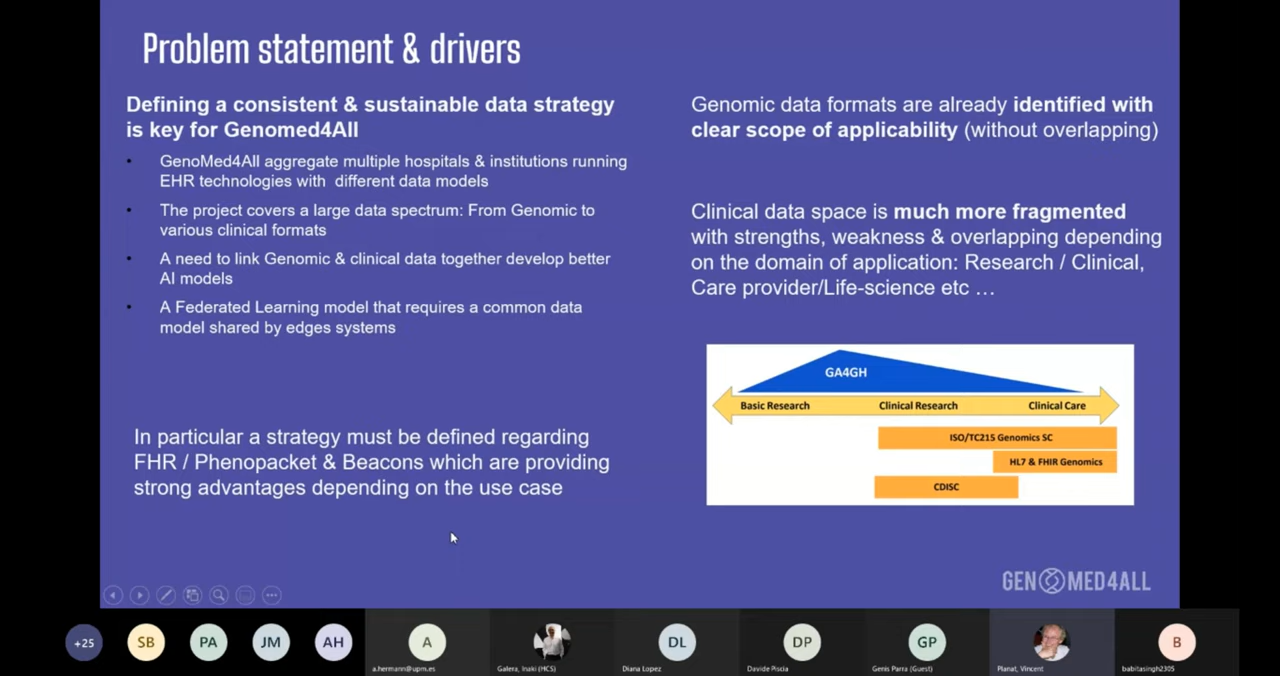 Problem statement & drivers
Defining a consistent & sustainable data strategy
is key for Genomed4All
• GenoMed4All aggregate multiple hospitals & institutions running
EHR technologies with different data models
• The project covers a large data spectrum: From Genomic to
various clinical formats
• A need to link Genomic & clinical data together develop better
AI models
• A Federated Learning model that requires a common data
model shared by edges systems
In particular a strategy must be defined regarding
FHR / Phenopacket & Beacons which are providing
strong advantages depending on the use case
Genomic data formats are already identified with
clear scope of applicability (without overlapping)
Clinical data space is much more fragmented
with strengths, weakness & overlapping depending
on the domain of application: Research / Clinical,
Care provider/Life-science etc …
GA4GH
Basic Research Clinical Research Clinical Care
ISO/TC215 Genomics SC
HL7 & FHIR Genomics
CDISC
GENOMED4ALL
+25 SB PA JM AH A DL DP GP B
a.hermann@upm.es Galera, Inaki (HCS) Diana Lopez Davide Piscia Genis Parra (Guest) Planat, Vincent babitasingh2305